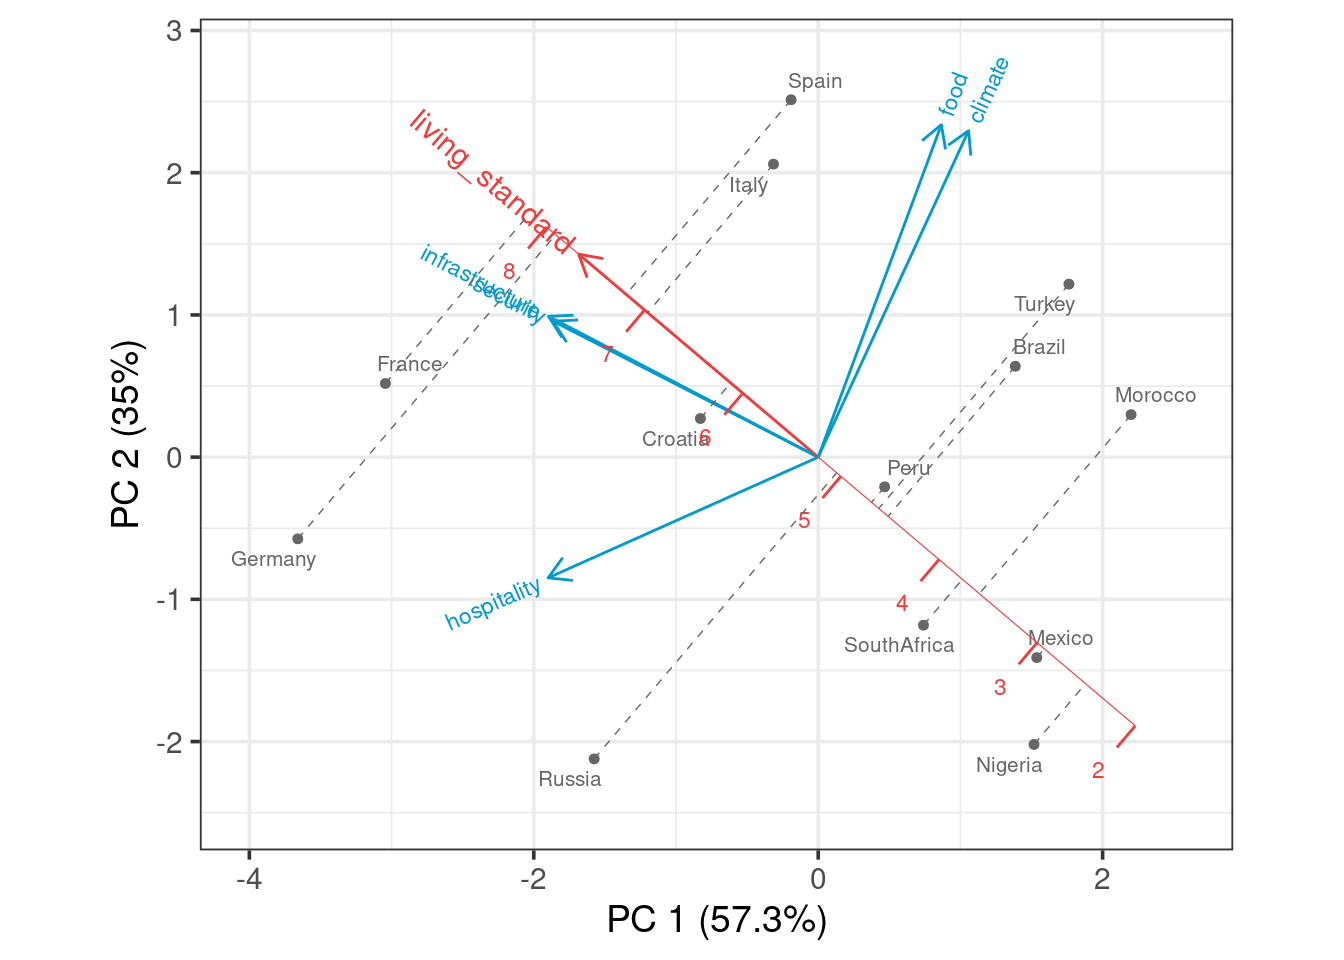 3
2
1
0
-1
-2
PC 2 (35%)
Spain
food
climate
living_standard
Italy
infrastructure
security
8
Turkey
7
Brazil
France
Morocco
Croatia
6
Peru
5
Germany
hospitality
4
SouthAfrica
Mexico
3
Nigeria
2
Russia
-4
-2
0
2
PC 1 (57.3%)